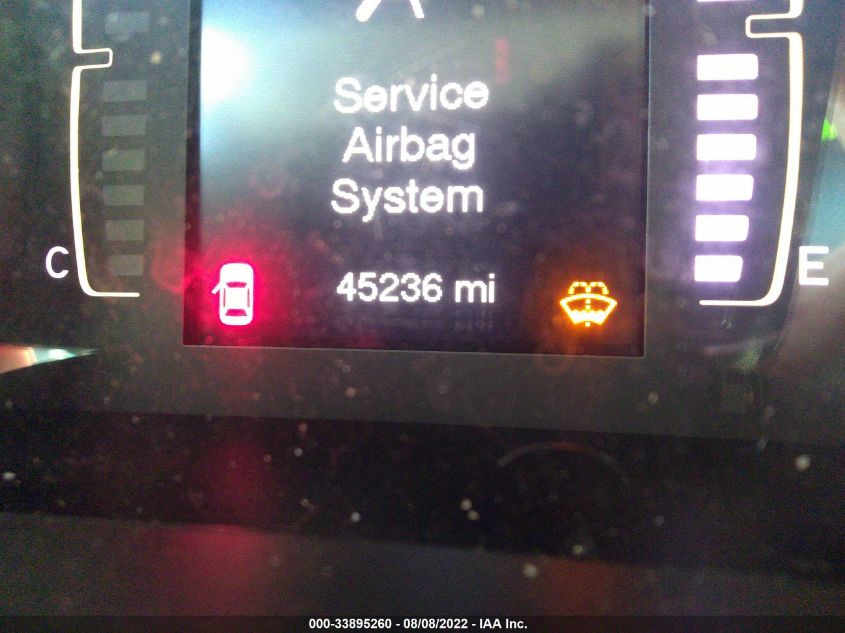 Service
Airbag
System
C
45236 mi
E
000-33895260 - 08/08/2022 - IAA Inc.